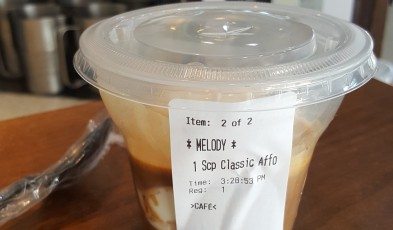 Item: 2 of 2
* MELODY *
1 Scp Classic Affo
Time: 3:28:53 PM
Reg: 1
>CAFE<